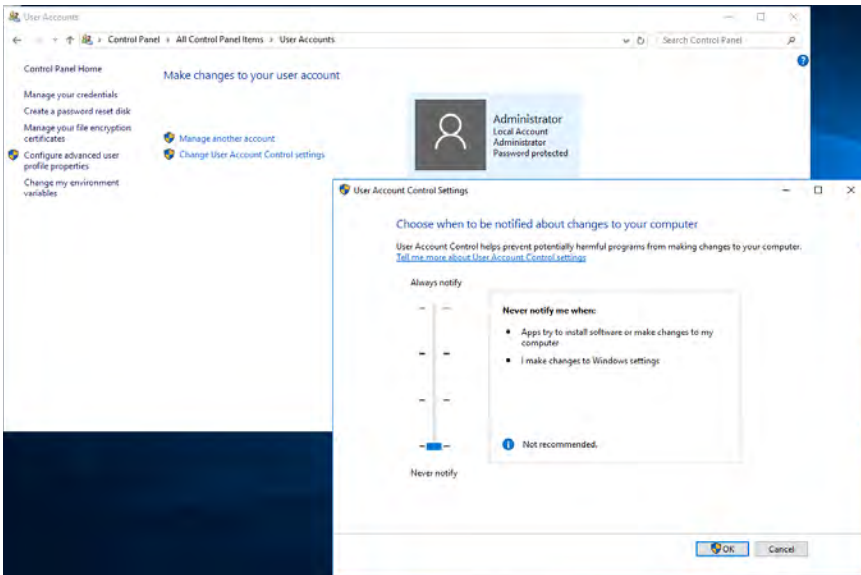 User Accounts
Control Panel › All Control Panel Items › User Accounts
Search Control Panel
Control Panel Home
Manage your credentials
Create a password reset disk
Manage your file encryption
certificates
Configure advanced user
profile properties
Change my environment
variables
Make changes to your user account
Manage another account
Change User Account Control settings
Administrator
Local Account
Administrator
Password protected
User Account Control Settings
Choose when to be notified about changes to your computer
User Account Control helps prevent potentially harmful programs from making changes to your computer.
Tell me more about User Account Control settings
Always notify
Never notify me when:
• Apps try to install software or make changes to my
computer
• I make changes to Windows settings
Not recommended.
Never notify
OK
Cancel